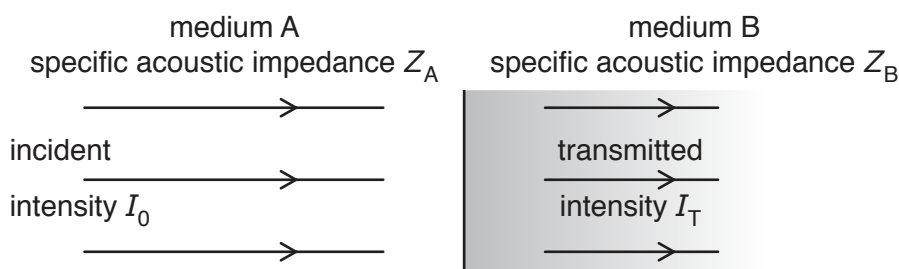 medium A
specific acoustic impedance Z_A
medium B
specific acoustic impedance Z_B
incident
intensity I_0
transmitted
intensity I_T